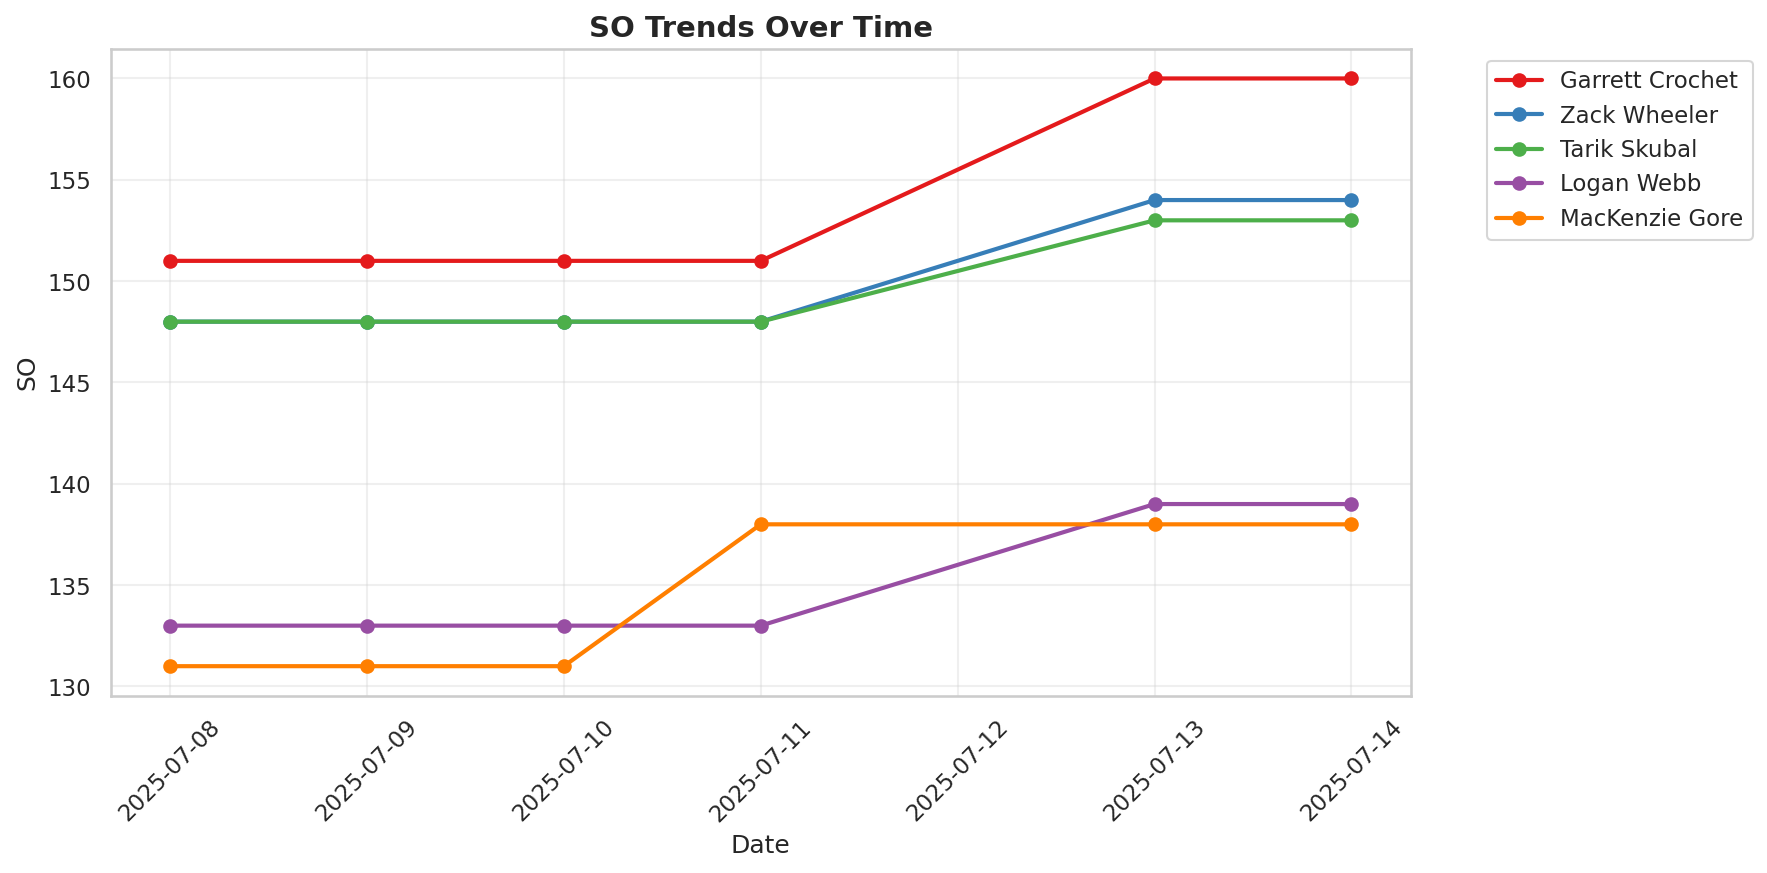 SO Trends Over Time
160
155
150
145
140
135
130
SO
2025-07-08
2025-07-09
2025-07-10
2025-07-11
2025-07-12
2025-07-13
2025-07-14
Date
Garrett Crochet
Zack Wheeler
Tarik Skubal
Logan Webb
MacKenzie Gore